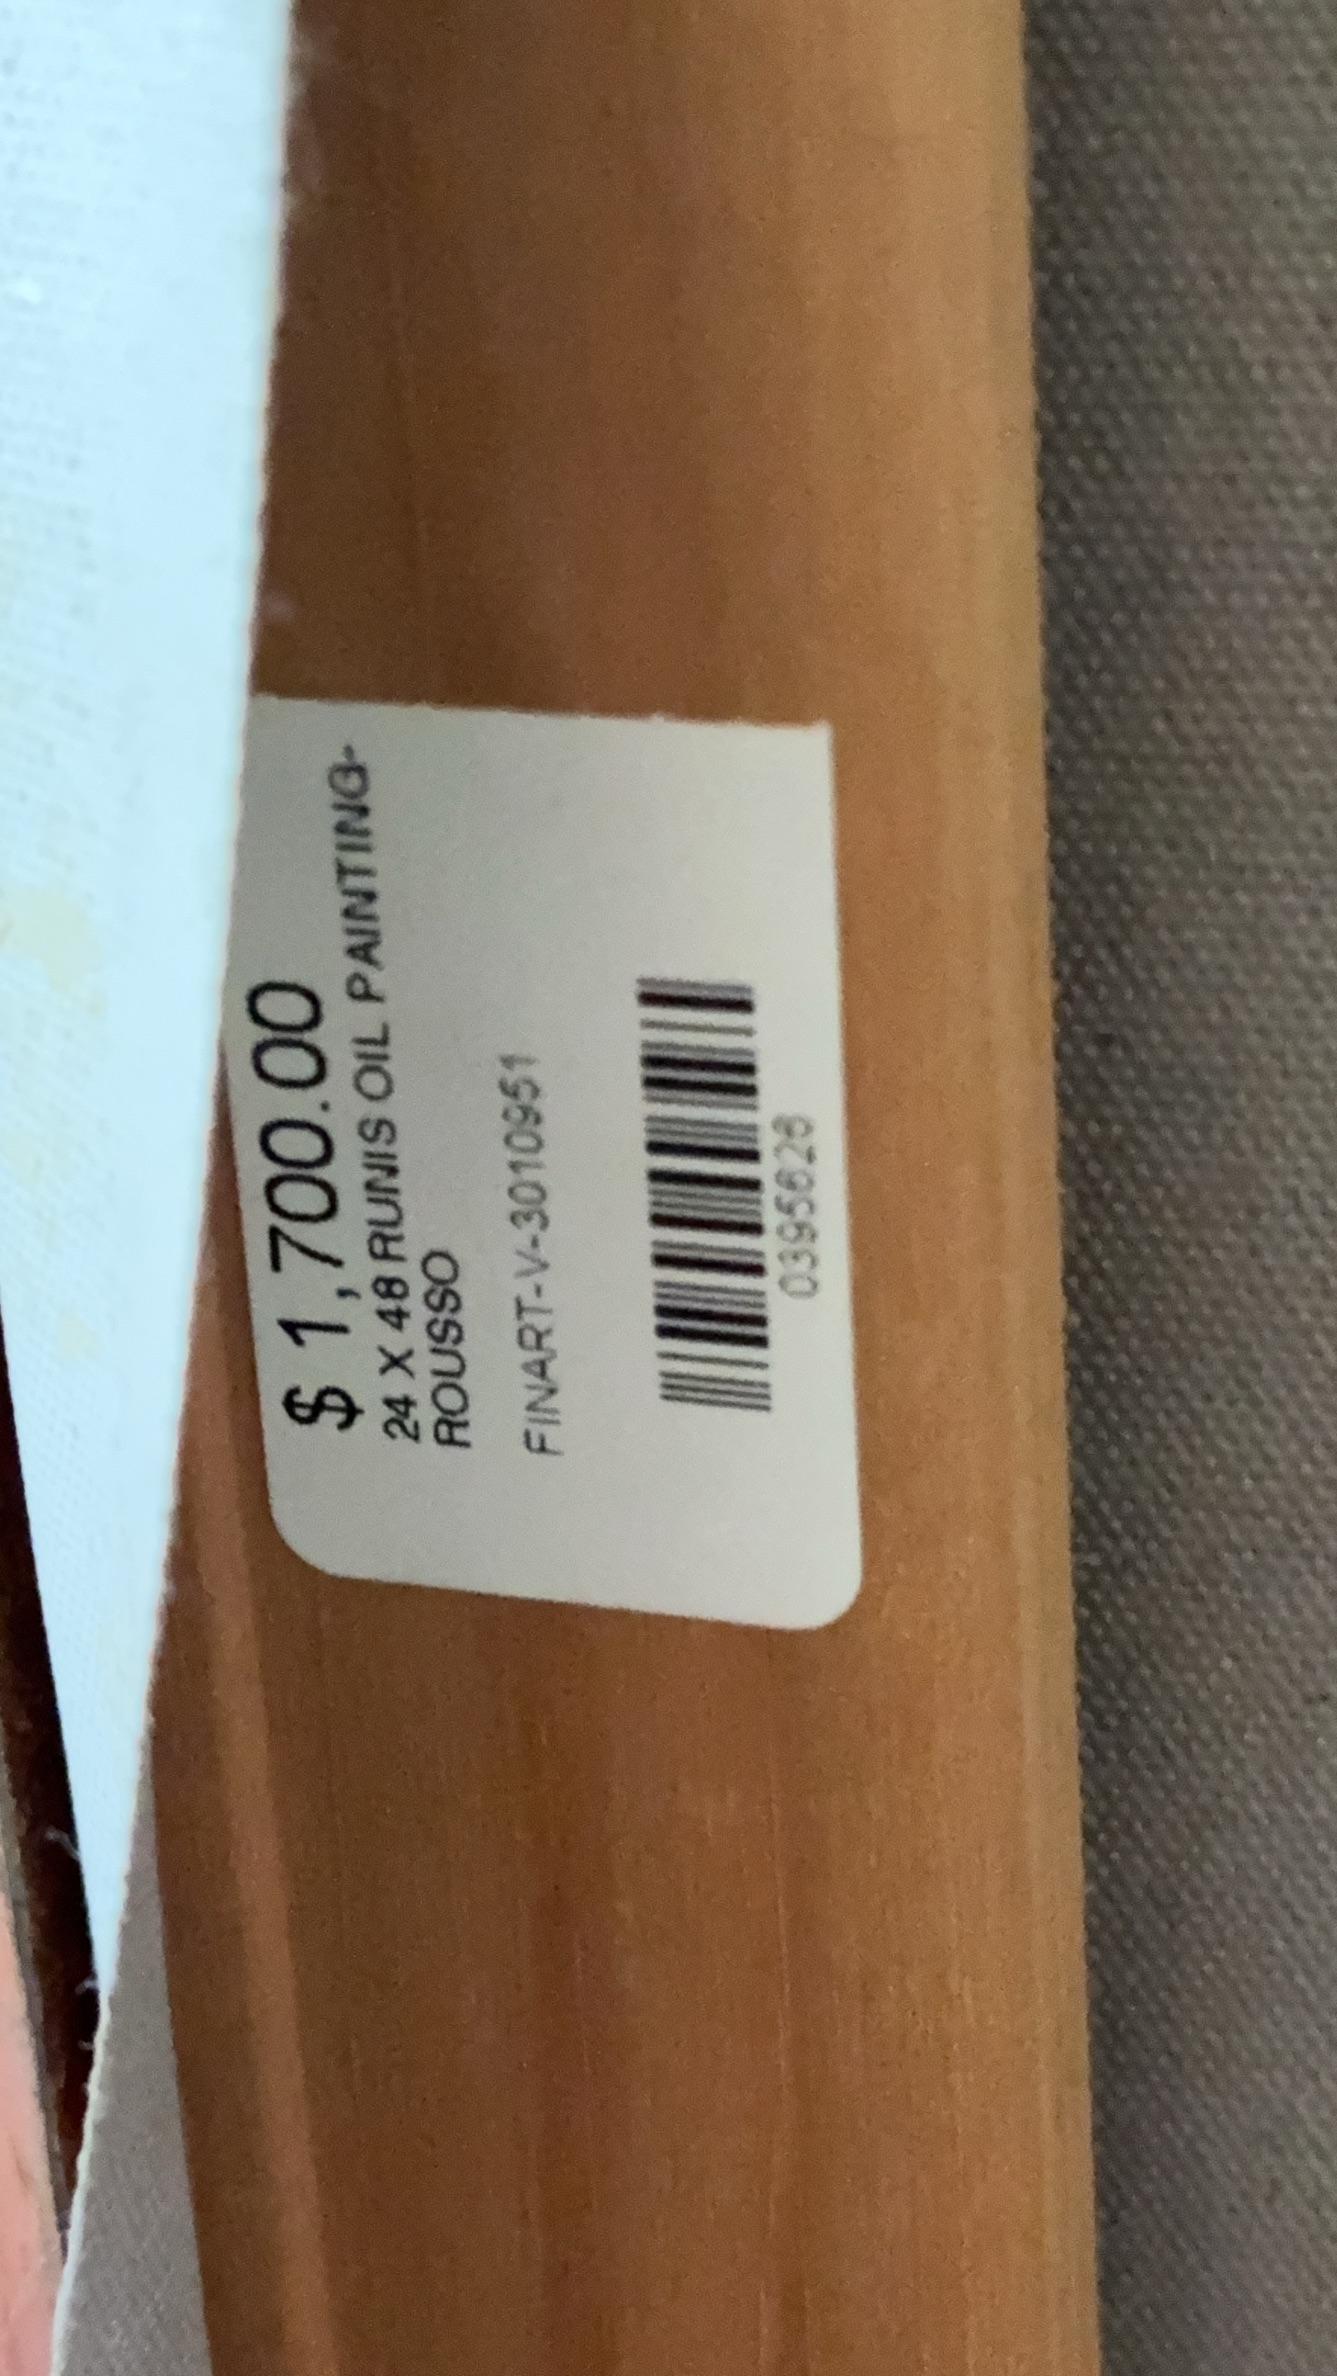 $ 1,700.00
24 X 48 RUNIS OIL PAINTING-
ROUSSO
FINART-V-3010951
0395628